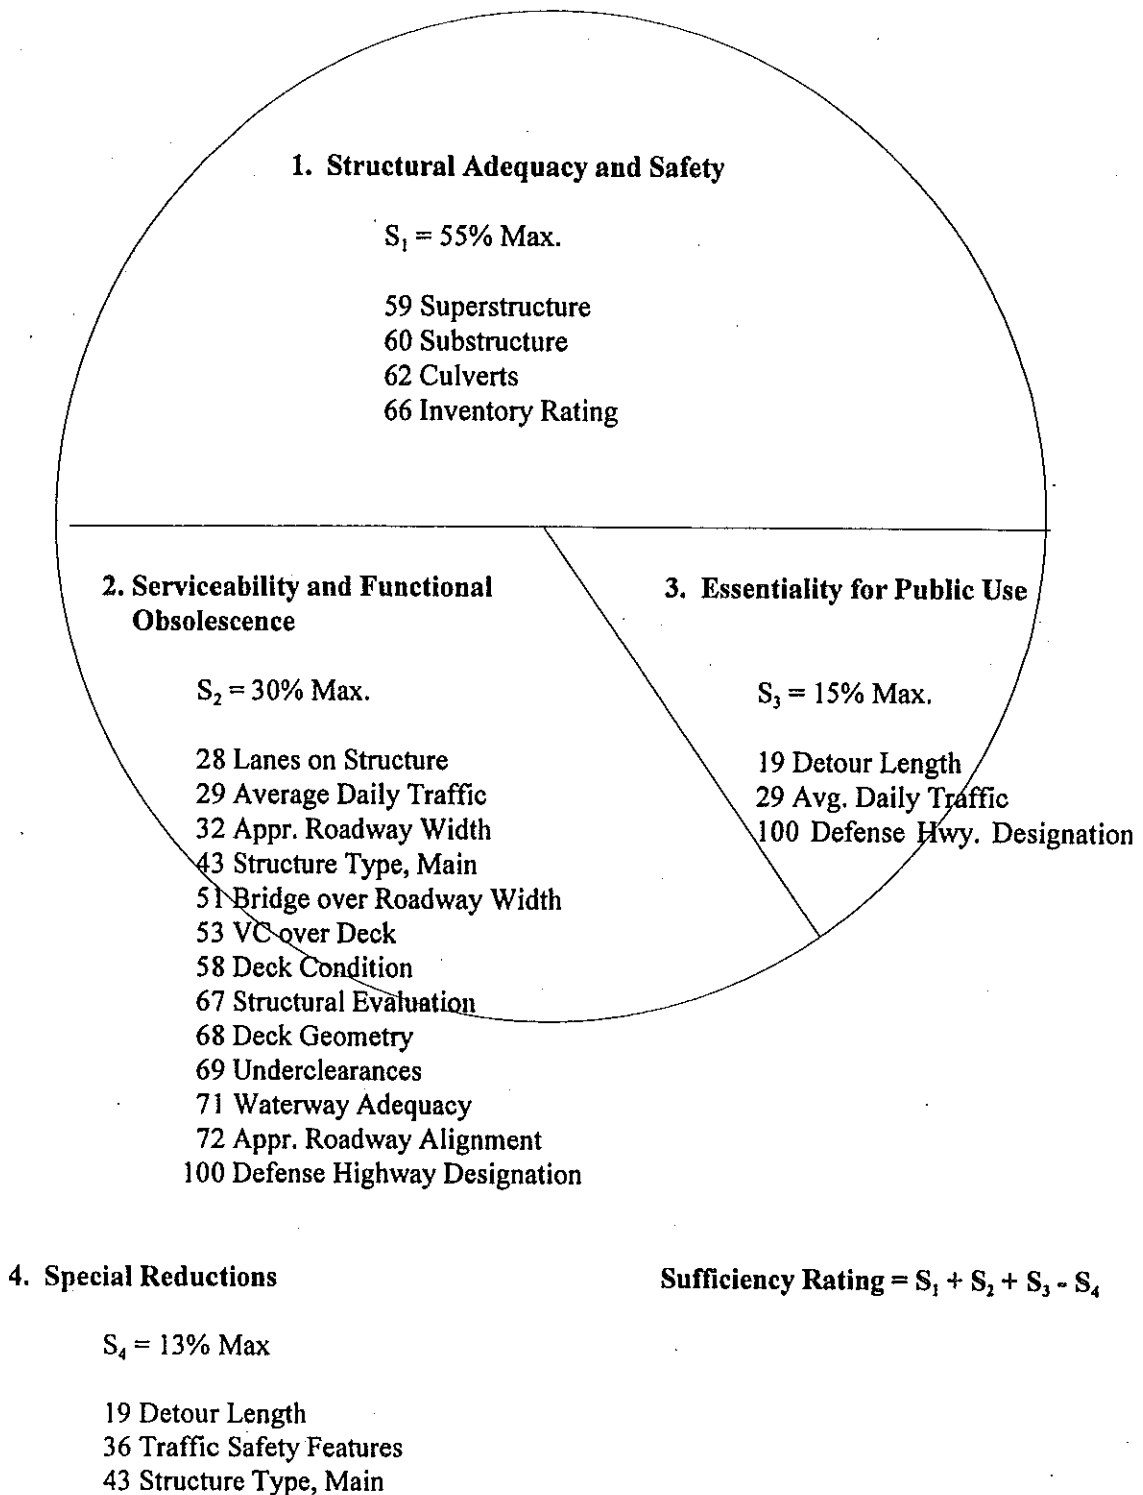 1. Structural Adequacy and Safety
S₁ = 55% Max.
59 Superstructure
60 Substructure
62 Culverts
66 Inventory Rating
2. Serviceability and Functional
Obsolescence
S₂ = 30% Max.
28 Lanes on Structure
29 Average Daily Traffic
32 Appr. Roadway Width
43 Structure Type, Main
51 Bridge over Roadway Width
53 VC over Deck
58 Deck Condition
67 Structural Evaluation
68 Deck Geometry
69 Underclearances
71 Waterway Adequacy
72 Appr. Roadway Alignment
100 Defense Highway Designation
3. Essentiality for Public Use
S₃ = 15% Max.
19 Detour Length
29 Avg. Daily Traffic
100 Defense Hwy. Designation
4. Special Reductions
S₄ = 13% Max
19 Detour Length
36 Traffic Safety Features
43 Structure Type, Main
Sufficiency Rating = S₁ + S₂ + S₃ - S₄